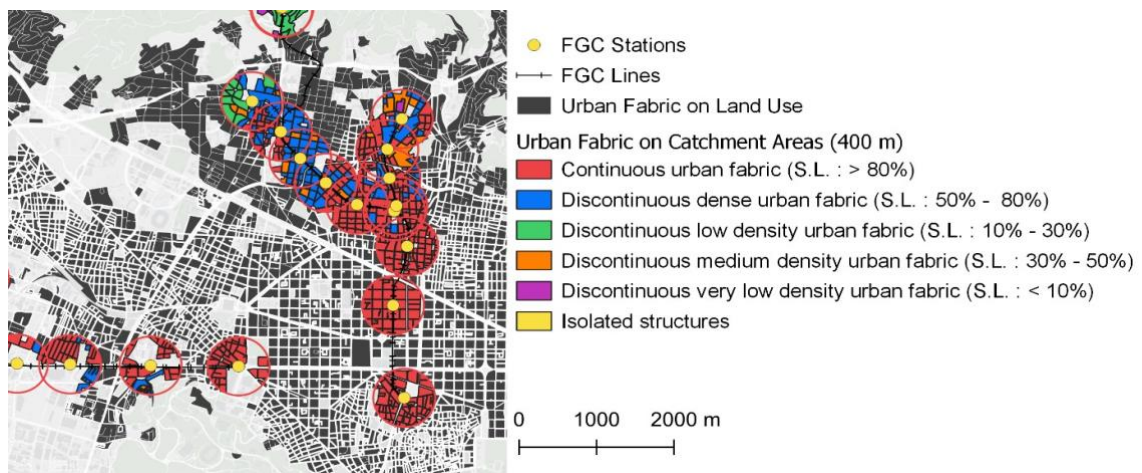 FGC Stations
FGC Lines
Urban Fabric on Land Use
Urban Fabric on Catchment Areas (400 m)
Continuous urban fabric (S.L. : > 80%)
Discontinuous dense urban fabric (S.L. : 50% - 80%)
Discontinuous low density urban fabric (S.L. : 10% - 30%)
Discontinuous medium density urban fabric (S.L. : 30% - 50%)
Discontinuous very low density urban fabric (S.L. : < 10%)
Isolated structures
0 1000 2000 m